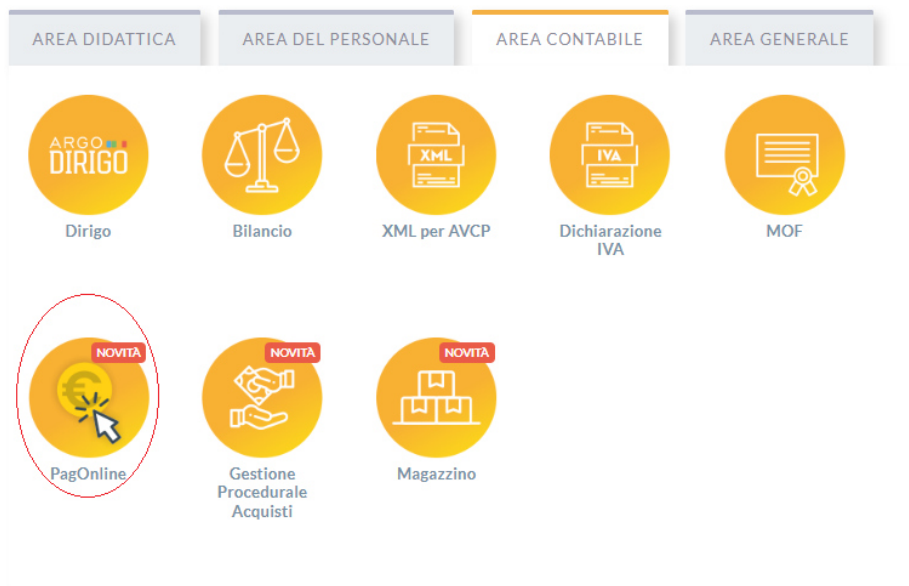 AREA DIDATTICA
AREA DEL PERSONALE
AREA CONTABILE
AREA GENERALE
ARGO
DIRIGO
XML
IVA
Dirigo
Bilancio
XML per AVCP
Dichiarazione
IVA
MOF
NOVITÀ
NOVITÀ
NOVITÀ
€
PagOnline
Gestione
Procedurale
Acquisti
Magazzino